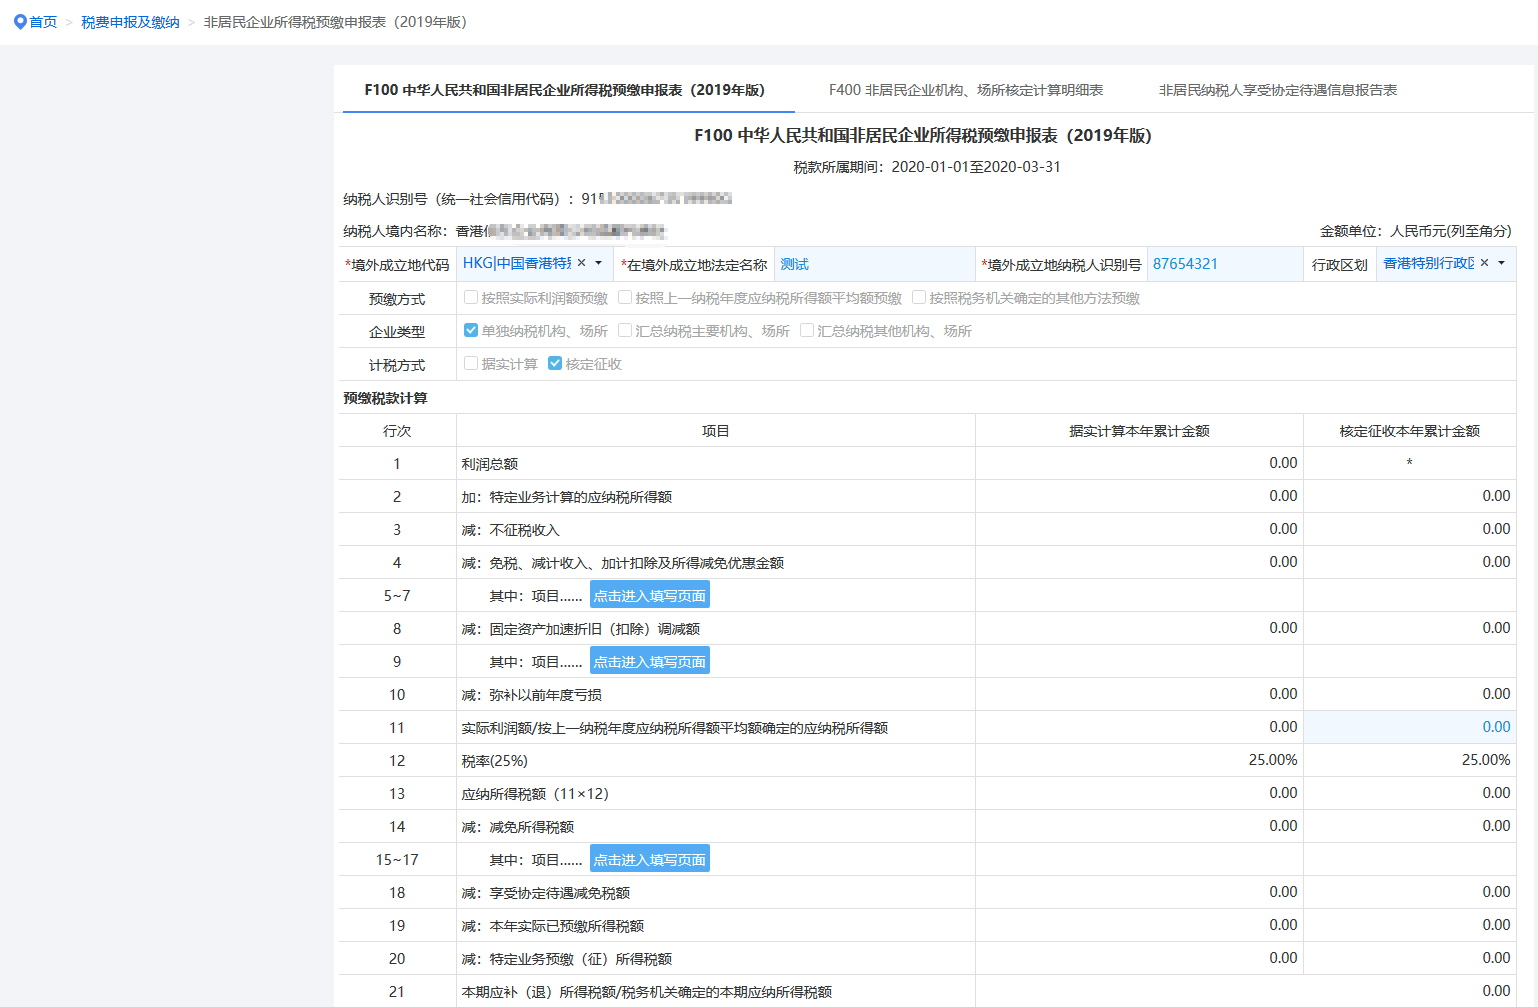 首页 > 税费申报及缴纳 > 非居民企业所得税预缴申报表（2019年版）
F100 中华人民共和国非居民企业所得税预缴申报表（2019年版） F400 非居民企业机构、场所核定计算明细表 非居民纳税人享受协定待遇信息报告表
F100 中华人民共和国非居民企业所得税预缴申报表（2019年版）
税款所属期间：2020-01-01至2020-03-31
纳税人识别号（统一社会信用代码）：91
纳税人境内名称：香港 金额单位：人民币元(列至角分)
*境外成立地代码 HKG|中国香港特别 × *在境外成立地法定名称 测试 *境外成立地纳税人识别号 87654321 行政区划 香港特别行政区 ×
预缴方式 按照实际利润额预缴 按照上一纳税年度应纳税所得额平均额预缴 按照税务机关确定的其他方法预缴
企业类型 单独纳税机构、场所 汇总纳税主要机构、场所 汇总纳税其他机构、场所
计税方式 据实计算 核定征收
预缴税款计算
行次 项目 据实计算本年累计金额 核定征收本年累计金额
1 利润总额 0.00 *
2 加：特定业务计算的应纳税所得额 0.00 0.00
3 减：不征税收入 0.00 0.00
4 减：免税、减计收入、加计扣除及所得减免优惠金额 0.00 0.00
5~7 其中：项目...... 点击进入填写页面
8 减：固定资产加速折旧（扣除）调减额 0.00 0.00
9 其中：项目...... 点击进入填写页面
10 减：弥补以前年度亏损 0.00 0.00
11 实际利润额/按上一纳税年度应纳税所得额平均额确定的应纳税所得额 0.00 0.00
12 税率(25%) 25.00% 25.00%
13 应纳所得税额（11×12） 0.00 0.00
14 减：减免所得税额 0.00 0.00
15~17 其中：项目...... 点击进入填写页面
18 减：享受协定待遇减免税额 0.00 0.00
19 减：本年实际已预缴所得税额 0.00 0.00
20 减：特定业务预缴（征）所得税额 0.00 0.00
21 本期应补（退）所得税额/税务机关确定的本期应纳所得税额 0.00